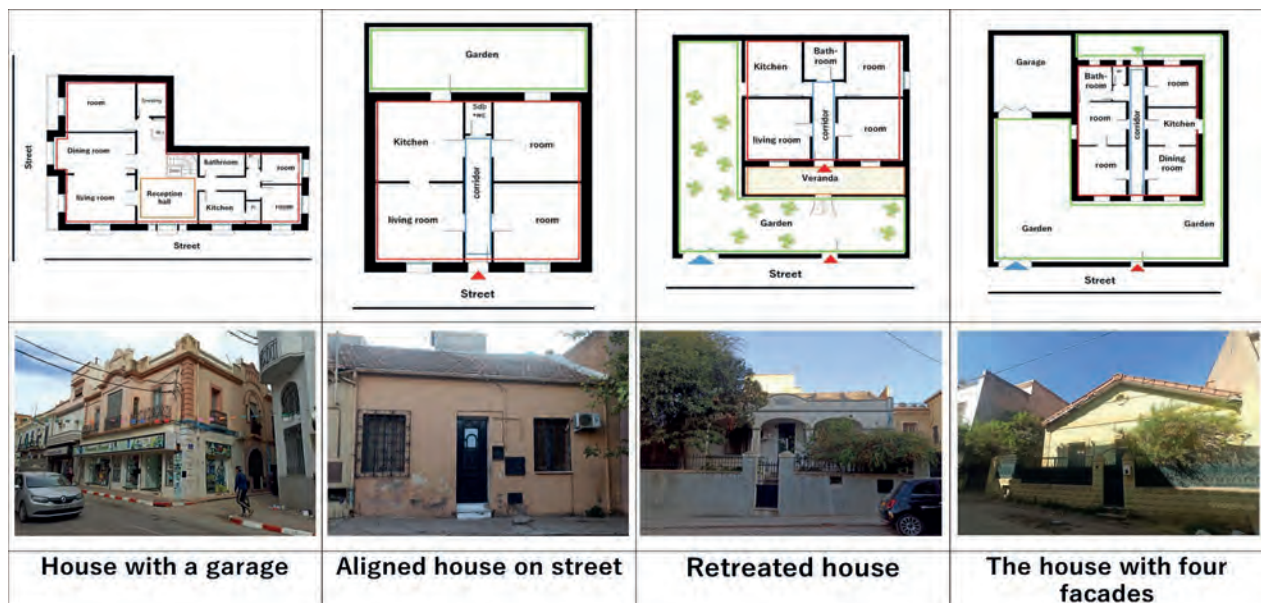 room
Dining room
living room
Reception
hall
Bathroom
Kitchen
room
room
Street
Street
Garden
Sdb
+wc
Kitchen
room
corridor
living room
room
Street
Kitchen
Bath-
room
room
living room
corridor
room
Veranda
Garden
Street
Garage
Bath-
room
room
room
corridor
room
Kitchen
Dining
room
Garden
Garden
Street
House with a garage
Aligned house on street
Retreated house
The house with four
facades